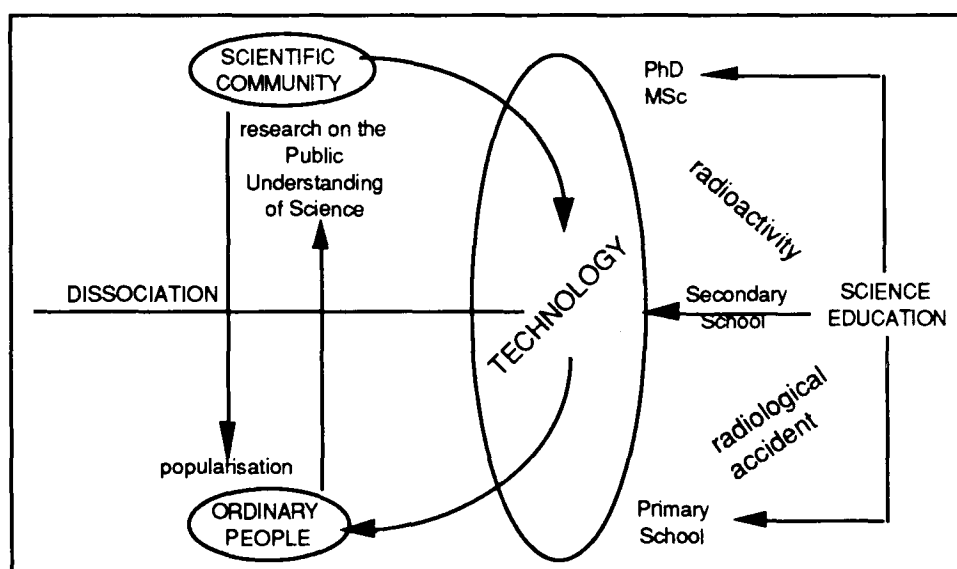 SCIENTIFIC
COMMUNITY
research on the
Public
Understanding
of Science
DISSOCIATION
popularisation
ORDINARY
PEOPLE
TECHNOLOGY
PhD
MSc
radioactivity
Secondary
School
SCIENCE
EDUCATION
radiological
accident
Primary
School